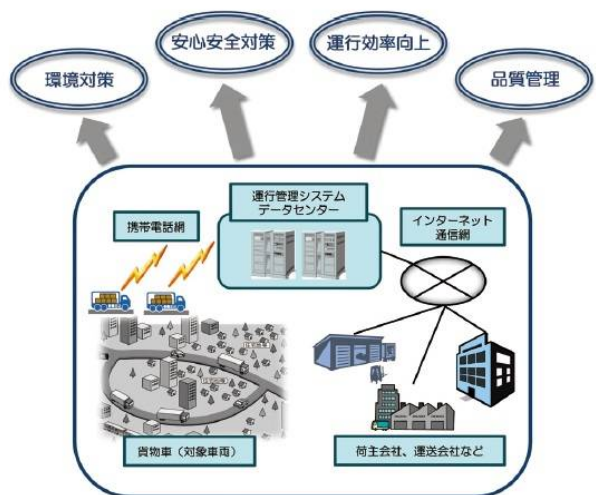 環境対策
安心安全対策
運行効率向上
品質管理
運行管理システム
データセンター
携帯電話網
インターネット
通信網
貨物車（対象車両）
荷主会社、運送会社など